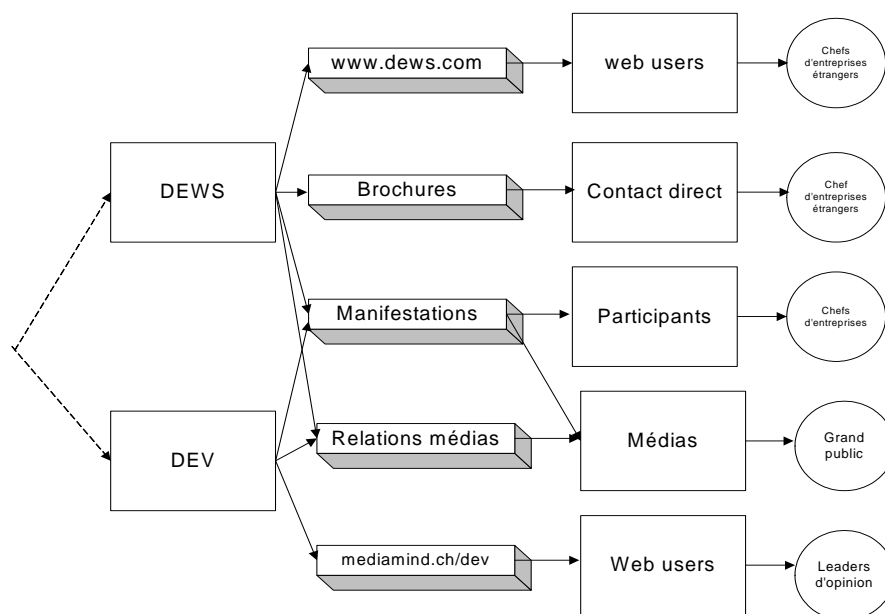 www.dews.com
web users
Chefs
d'entreprises
étrangers
DEWS
Brochures
Contact direct
Chef
d'entreprises
étrangers
Manifestations
Participants
Chefs
d'entreprises
DEV
Relations médias
Médias
Grand
public
mediamind.ch/dev
Web users
Leaders
d'opinion